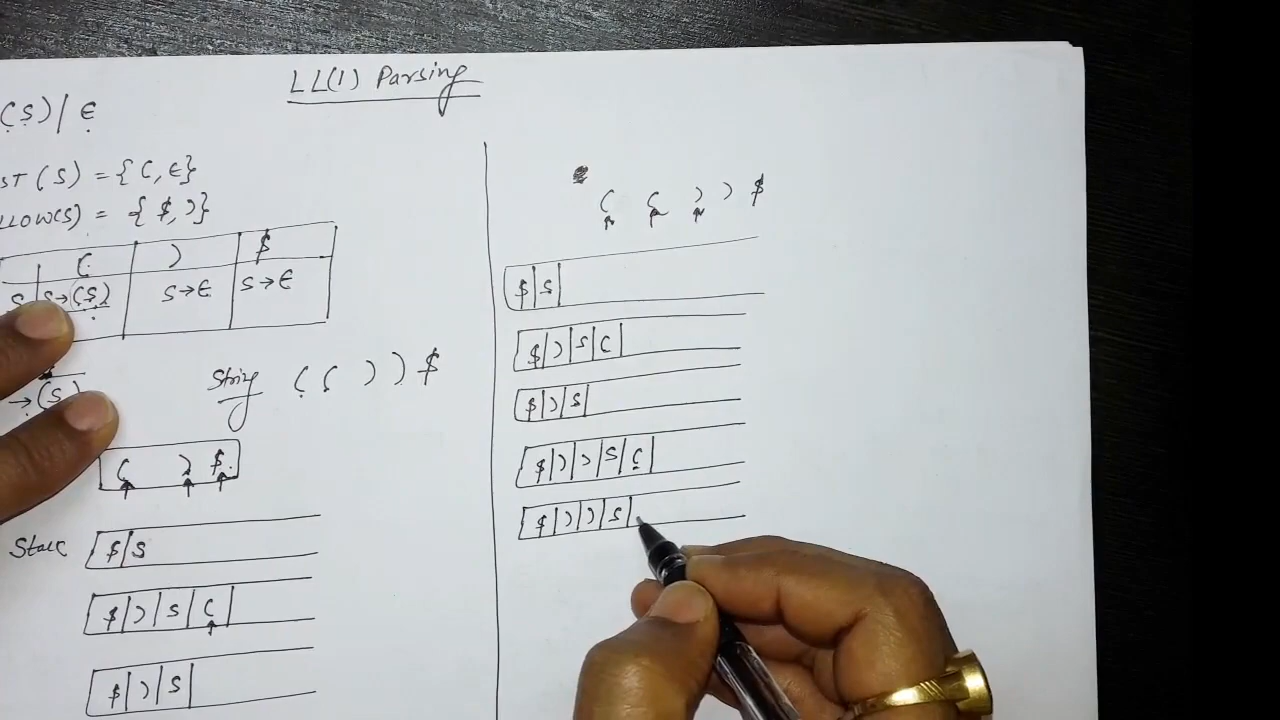 LL(1) Parsing
(S) | ϵ
ST(S) = {(, ϵ}
LLOW(S) = {$, )}
( ) $
S S→(S) S→ϵ S→ϵ
→(S)
String ( ( ) ) $
( ) $
Stack $ | S
$ | ) | S | (
$ | ) | S
( ( ) ) $
$ | S
$ | ) | S | (
$ | ) | S
$ | ) | ) | S | (
$ | ) | ) | S